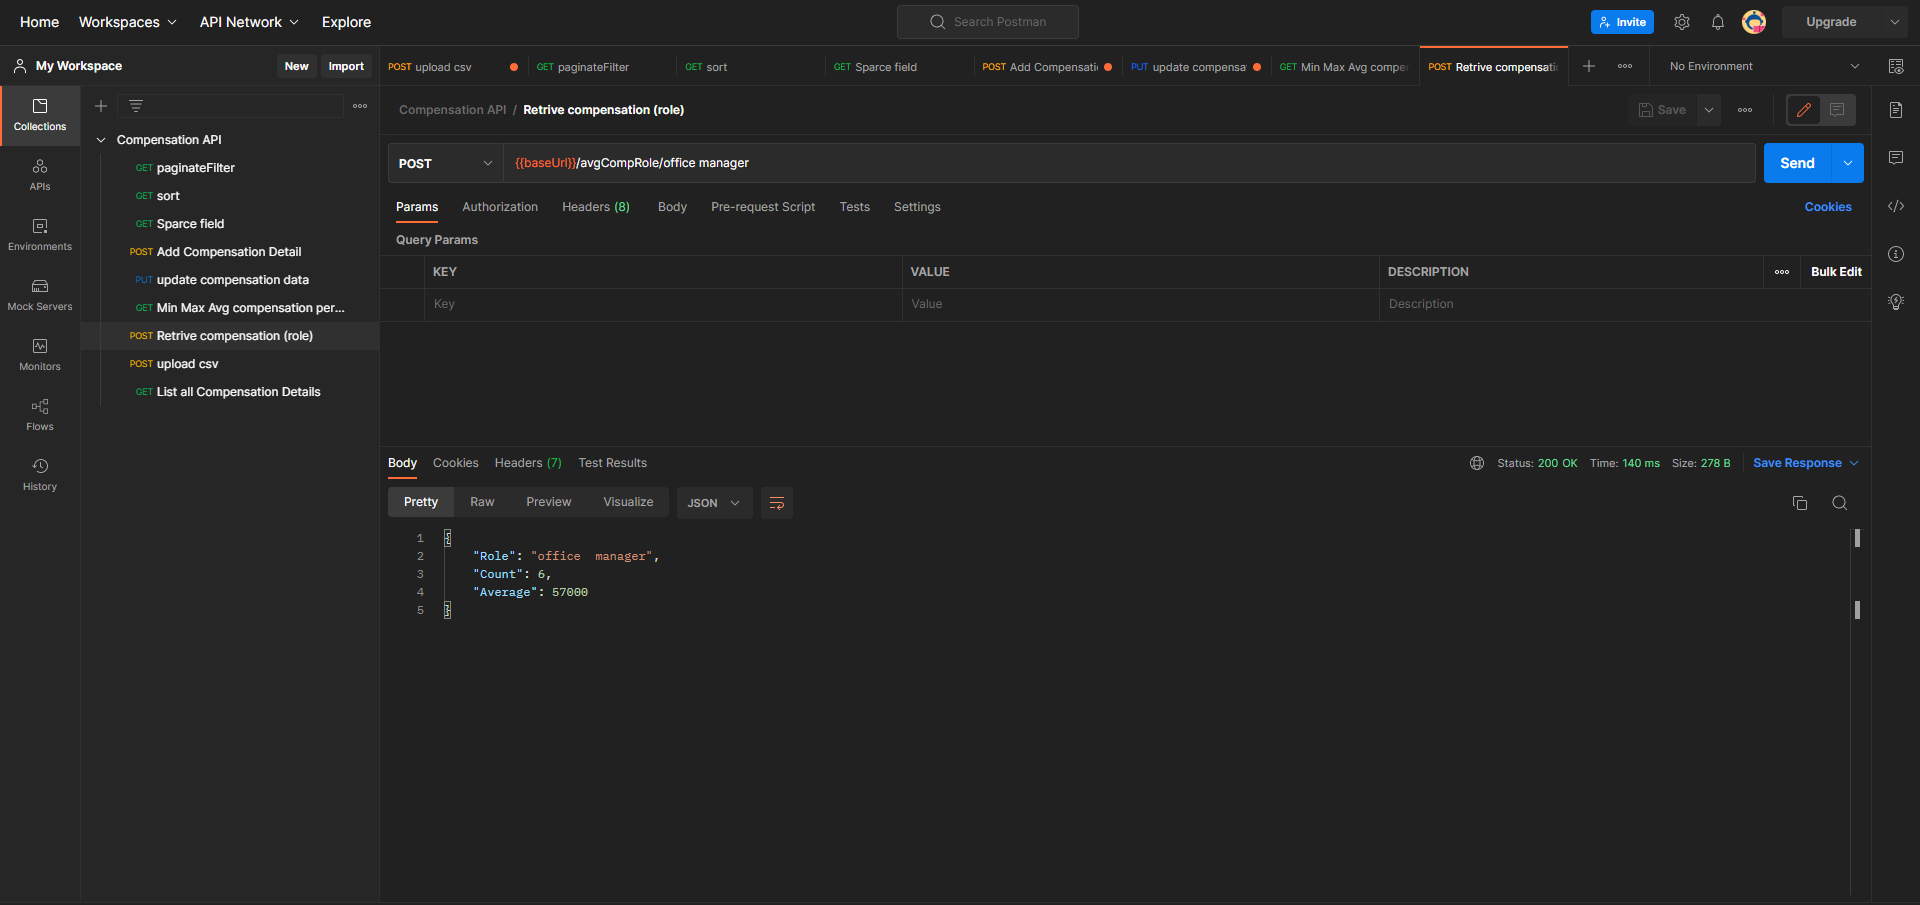 Home Workspaces API Network Explore Search Postman Invite Upgrade
My Workspace New Import
POST upload csv GET paginateFilter GET sort GET Sparce field POST Add Compensati PUT update compensa GET Min Max Avg compe POST Retrive compensati No Environment
Collections
APIs
Environments
Mock Servers
Monitors
Flows
History
Compensation API
GET paginateFilter
GET sort
GET Sparce field
POST Add Compensation Detail
PUT update compensation data
GET Min Max Avg compensation per...
POST Retrive compensation (role)
POST upload csv
GET List all Compensation Details
Compensation API / Retrive compensation (role) Save
POST {{baseUrl}}/avgCompRole/office manager Send
Params Authorization Headers (8) Body Pre-request Script Tests Settings Cookies
Query Params
KEY VALUE DESCRIPTION Bulk Edit
Key Value Description
Body Cookies Headers (7) Test Results Status: 200 OK Time: 140 ms Size: 278 B Save Response
Pretty Raw Preview Visualize JSON
1 {
2 "Role": "office  manager",
3 "Count": 6,
4 "Average": 57000
5 }